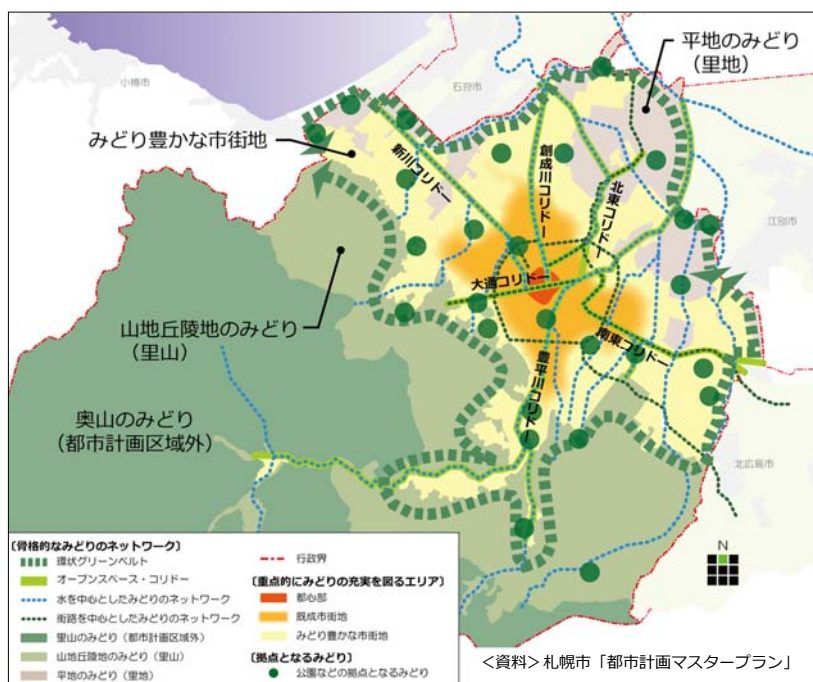 小樽市
石狩市
平地のみどり
（里地）
みどり豊かな市街地
新川コリドー
創成川コリドー
北東コリドー
江別市
大通コリドー
山地丘陵地のみどり
（里山）
南東コリドー
豊平川コリドー
奥山のみどり
（都市計画区域外）
北広島市
N
〔骨格的なみどりのネットワーク〕
環状グリーンベルト
オープンスペース・コリドー
水を中心としたみどりのネットワーク
街路を中心としたみどりのネットワーク
里山のみどり（都市計画区域外）
山地丘陵地のみどり（里山）
平地のみどり（里地）
行政界
〔重点的にみどりの充実を図るエリア〕
都心部
既成市街地
みどり豊かな市街地
〔拠点となるみどり〕
公園などの拠点となるみどり
＜資料＞札幌市「都市計画マスタープラン」